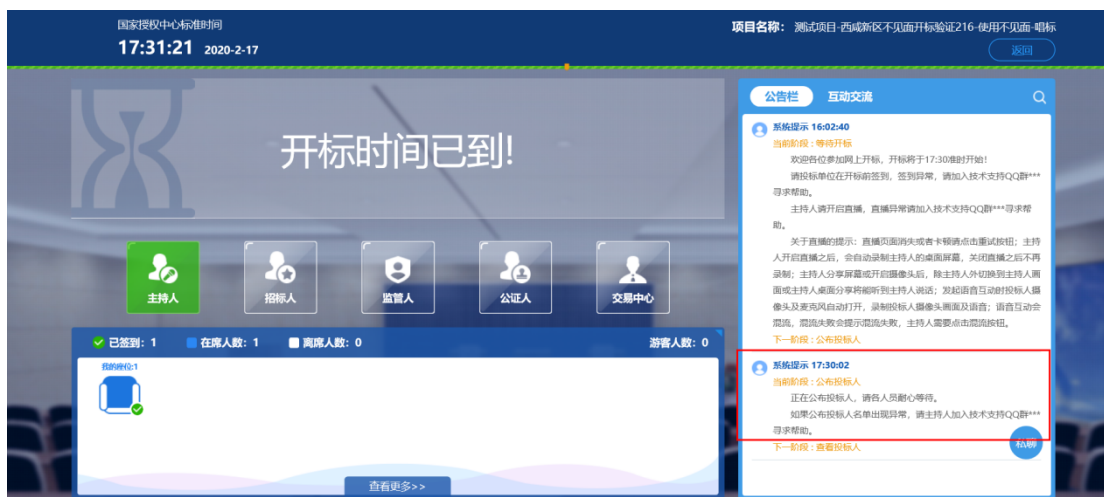 国家授权中心标准时间
17:31:21 2020-2-17
项目名称： 测试项目-西咸新区不见面开标验证216-使用不见面-唱标
返回
开标时间已到!
主持人
招标人
监管人
公证人
交易中心
已签到：1 在席人数：1 离席人数：0 游客人数：0
我的座位:1
查看更多>>
公告栏 互动交流
系统提示 16:02:40
当前阶段 : 等待开标
欢迎各位参加网上开标，开标将于17:30准时开始!
请投标单位在开标前签到，签到异常，请加入技术支持QQ群***
寻求帮助。
主持人请开启直播，直播异常请加入技术支持QQ群***寻求帮
助。
关于直播的提示：直播页面消失或者卡顿请点击重试按钮；主持
人开启直播之后，会自动录制主持人的桌面屏幕，关闭直播之后不再
录制；主持人分享屏幕或开启摄像头后，除主持人外切换到主持人画
面或主持人桌面分享将能听到主持人说话；发起语音互动时投标人摄
像头及麦克风自动打开，录制投标人摄像头画面及语音；语音互动会
混流，混流失败会提示混流失败，主持人需要点击混流按钮。
下一阶段 : 公布投标人
系统提示 17:30:02
当前阶段 : 公布投标人
正在公布投标人，请各人员耐心等待。
如果公布投标人名单出现异常，请主持人加入技术支持QQ群***
寻求帮助。
私聊
下一阶段 : 查看投标人